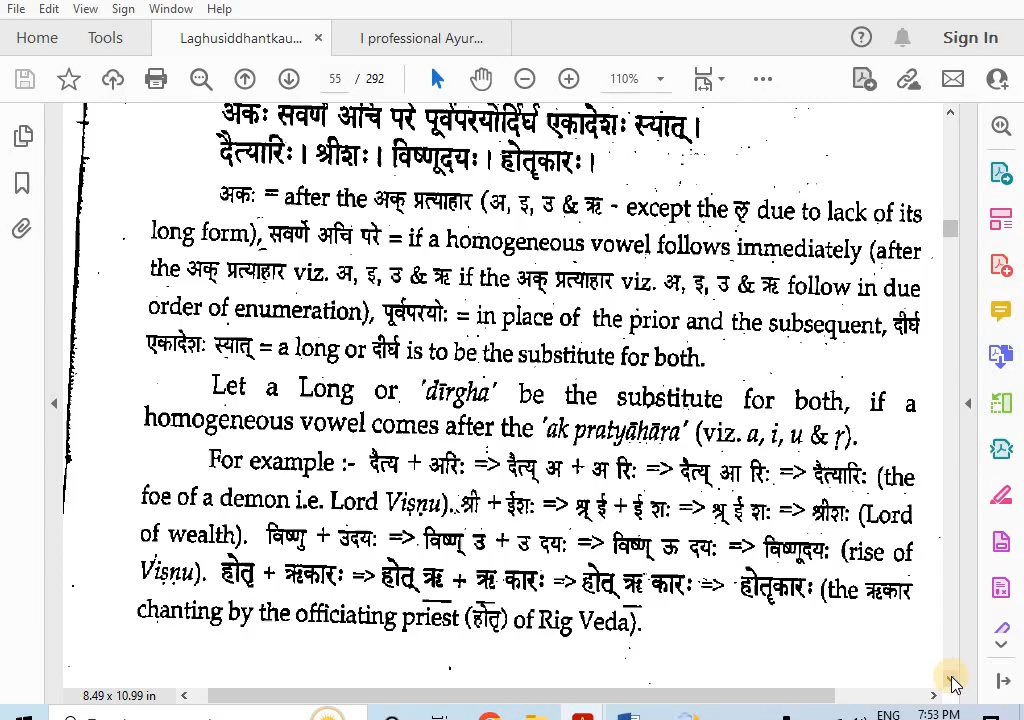 File Edit View Sign Window Help
Home Tools Laghusiddhantkau... × I professional Ayur... Sign In
55 / 292 110%
अकः सवर्णे अचि परे पूर्वपरयोर्दीर्घ एकादेशः स्यात्।
दैत्यारिः। श्रीशः। विष्णूदयः। होतॄकारः।
अकः = after the अक् प्रत्याहार (अ, इ, उ & ऋ - except the लृ due to lack of its
long form), सवर्णे अचि परे = if a homogeneous vowel follows immediately (after
the अक् प्रत्याहार viz. अ, इ, उ & ऋ if the अक् प्रत्याहार viz. अ, इ, उ & ऋ follow in due
order of enumeration), पूर्वपरयोः = in place of the prior and the subsequent, दीर्घ
एकादेशः स्यात् = a long or दीर्घ is to be the substitute for both.
Let a Long or 'dīrgha' be the substitute for both, if a
homogeneous vowel comes after the 'ak pratyāhāra' (viz. a, i, u & ṛ).
For example :- दैत्य + अरिः => दैत्य् अ + अ रिः => दैत्य् आ रिः => दैत्यारिः (the
foe of a demon i.e. Lord Viṣṇu). श्री + ईशः => श्र् ई + ई शः => श्र् ई शः => श्रीशः (Lord
of wealth). विष्णु + उदयः => विष्ण् उ + उ दयः => विष्ण् ऊ दयः => विष्णूदयः (rise of
Viṣṇu). होतृ + ऋकारः => होत् ऋ + ऋ कारः => होत् ॠ कारः => होतॄकारः (the ऋकार
chanting by the officiating priest (होतृ) of Rig Veda).
8.49 x 10.99 in
ENG 7:53 PM